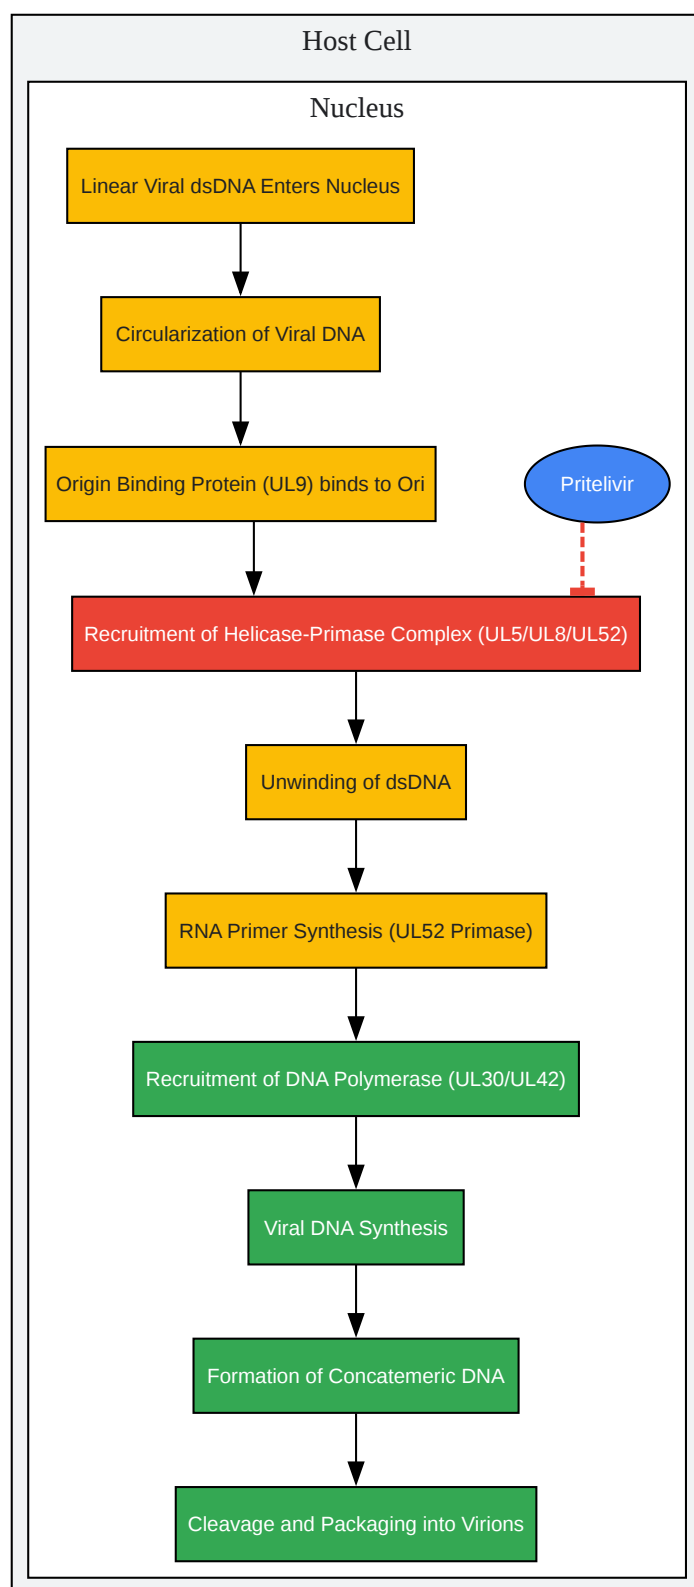 Host Cell
Nucleus
Linear Viral dsDNA Enters Nucleus
Circularization of Viral DNA
Origin Binding Protein (UL9) binds to Ori
Pritelivir
Recruitment of Helicase-Primase Complex (UL5/UL8/UL52)
Unwinding of dsDNA
RNA Primer Synthesis (UL52 Primase)
Recruitment of DNA Polymerase (UL30/UL42)
Viral DNA Synthesis
Formation of Concatemeric DNA
Cleavage and Packaging into Virions